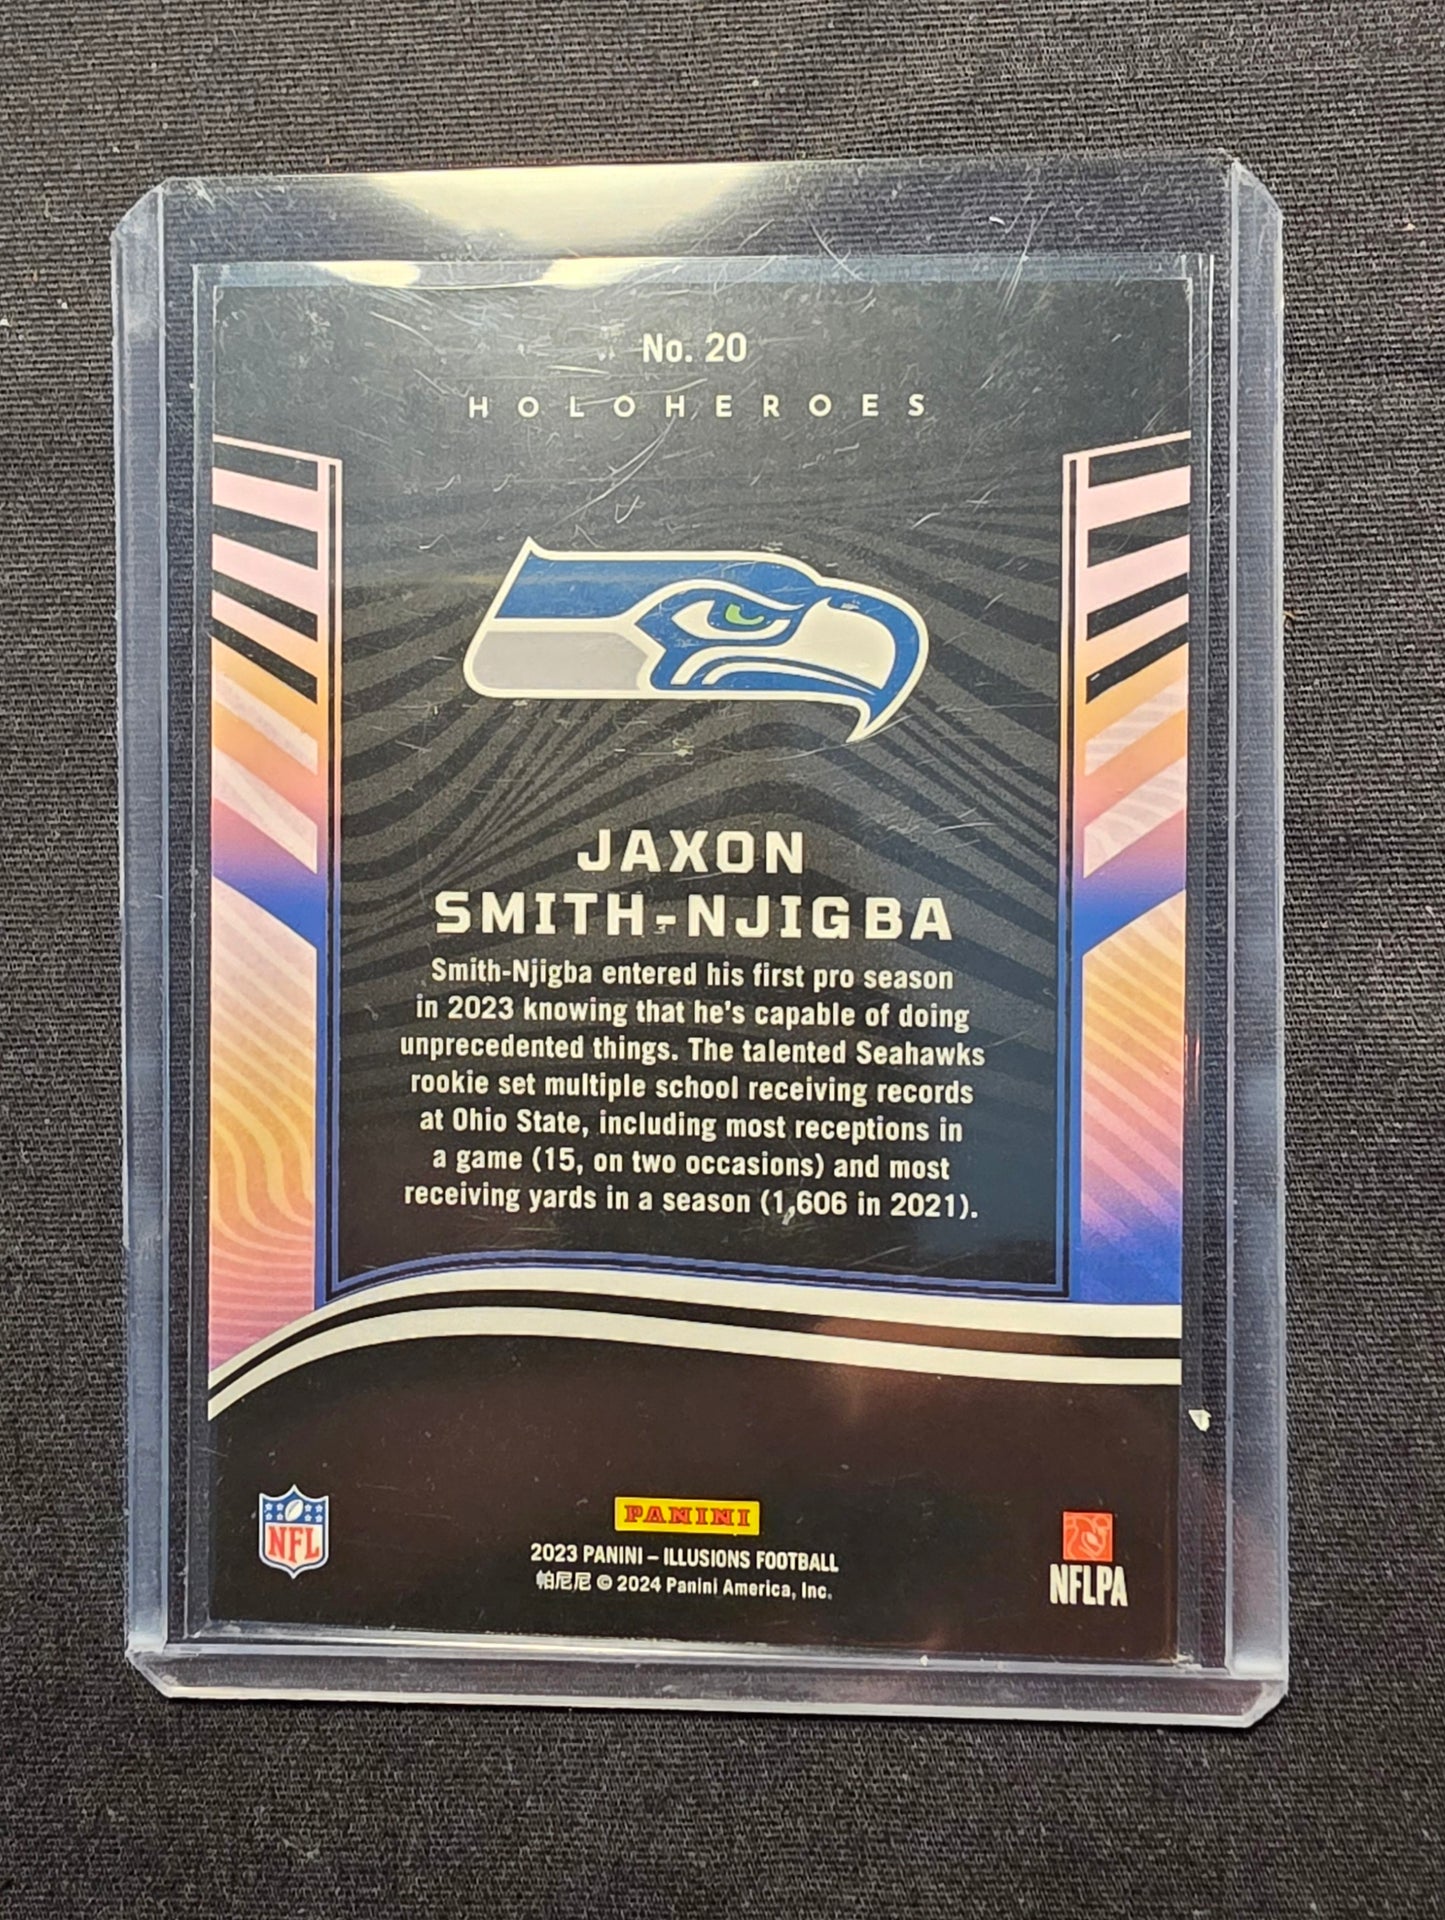 No. 20
HOLOHEROES
JAXON
SMITH-NJIGBA
Smith-Njigba entered his first pro season
in 2023 knowing that he's capable of doing
unprecedented things. The talented Seahawks
rookie set multiple school receiving records
at Ohio State, including most receptions in
a game (15, on two occasions) and most
receiving yards in a season (1,606 in 2021).
NFL
PANINI
2023 PANINI – ILLUSIONS FOOTBALL
帕尼尼 © 2024 Panini America, Inc.
NFLPA